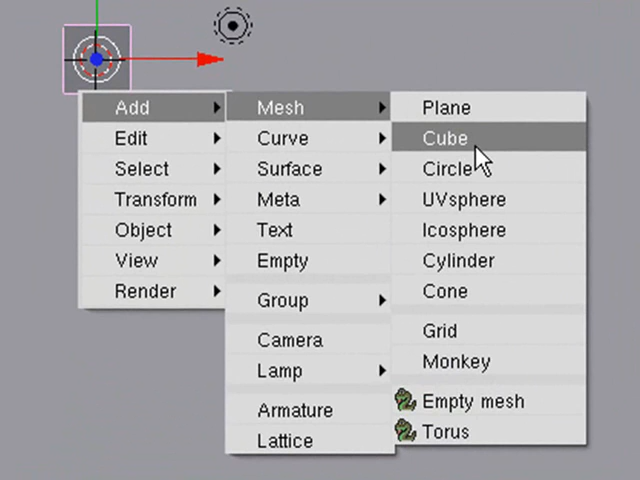 Add
Edit
Select
Transform
Object
View
Render
Mesh
Curve
Surface
Meta
Text
Empty
Group
Camera
Lamp
Armature
Lattice
Plane
Cube
Circle
UVsphere
Icosphere
Cylinder
Cone
Grid
Monkey
Empty mesh
Torus